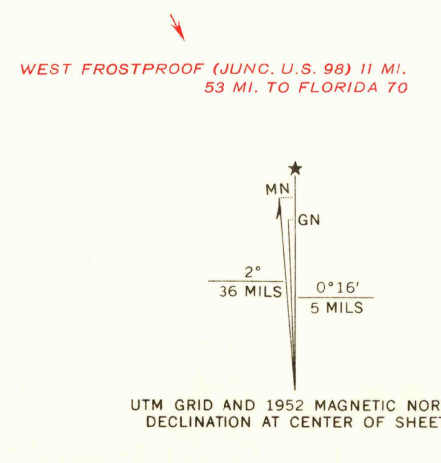 WEST FROSTPROOF (JUNC. U.S. 98) 11 MI.
53 MI. TO FLORIDA 70
MN
GN
2°
36 MILS
0°16′
5 MILS
UTM GRID AND 1952 MAGNETIC NOR
DECLINATION AT CENTER OF SHEET